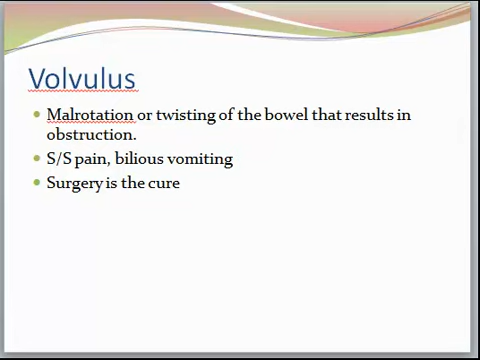 Volvulus
Malrotation or twisting of the bowel that results in
obstruction.
S/S pain, bilious vomiting
Surgery is the cure